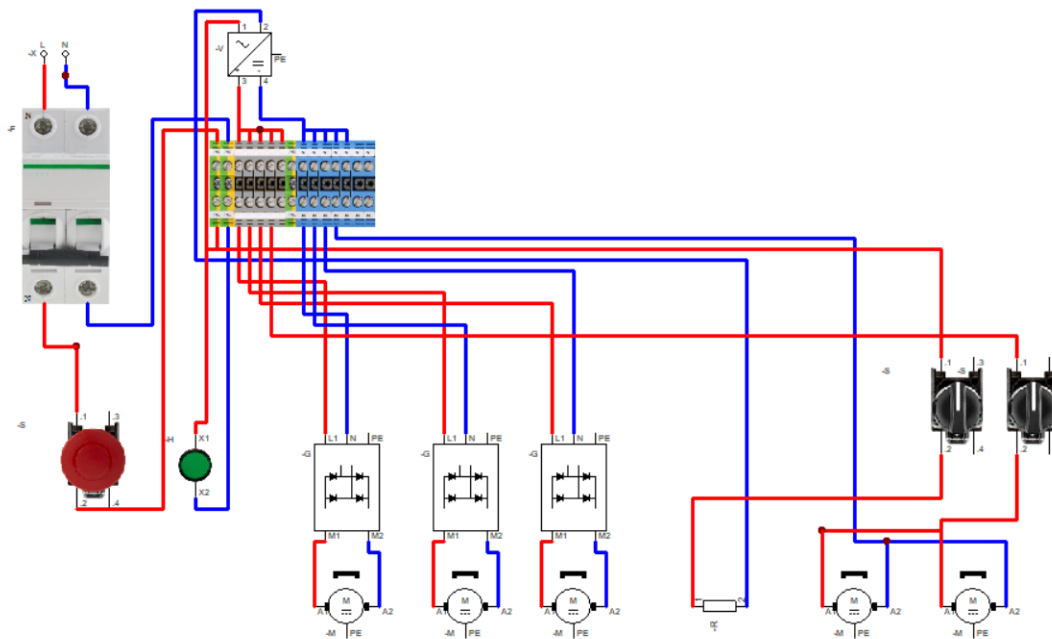 L N
-X
1 2
-V
PE
+ -
3 4
.1 .3
-S
.1
-S
.1 .3
-S
.2 .4
-H
X1
X2
.2 .4
.2
L1 N PE
-G
M1 M2
L1 N PE
-G
M1 M2
L1 N PE
-G
M1 M2
M
A1 A2
-M PE
M
A1 A2
-M PE
M
A1 A2
-M PE
1 2
-R
M
A1 A2
-M PE
M
A1 A2
-M PE